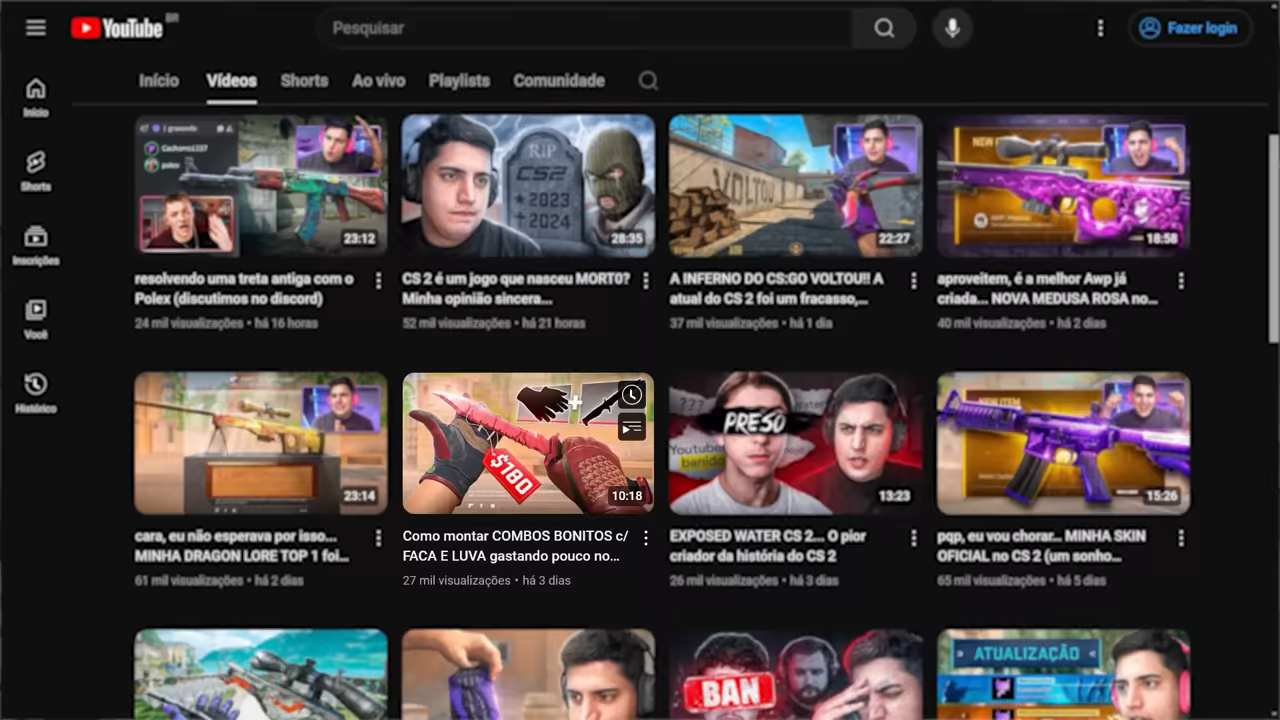 YouTube BR
Pesquisar
Fazer login
Início
Vídeos
Shorts
Ao vivo
Playlists
Comunidade
Início
Shorts
Inscrições
Você
Histórico
Cachorro1337
polex
23:12
resolvendo uma treta antiga com o
Polex (discutimos no discord)
24 mil visualizações • há 16 horas
RIP
CS2
★ 2023
✝ 2024
28:35
CS 2 é um jogo que nasceu MORT0?
Minha opinião sincera...
52 mil visualizações • há 21 horas
VOLTOU
22:27
A INFERNO DO CS:GO VOLTOU!! A
atual do CS 2 foi um fracasso,...
37 mil visualizações • há 1 dia
18:58
aproveitem, é a melhor Awp já
criada... NOVA MEDUSA ROSA no...
40 mil visualizações • há 2 dias
23:14
cara, eu não esperava por isso...
MINHA DRAGON LORE TOP 1 foi...
61 mil visualizações • há 2 dias
+
$180
10:18
Como montar COMBOS BONITOS c/
FACA E LUVA gastando pouco no...
27 mil visualizações • há 3 dias
???
PRESO
Youtuber
banido
13:23
EXPOSED WATER CS 2... O pior
criador da história do CS 2
26 mil visualizações • há 3 dias
NEW ITEM
15:26
pqp, eu vou chorar... MINHA SKIN
OFICIAL no CS 2 (um sonho...
65 mil visualizações • há 5 dias
BAN
» ATUALIZAÇÃO «